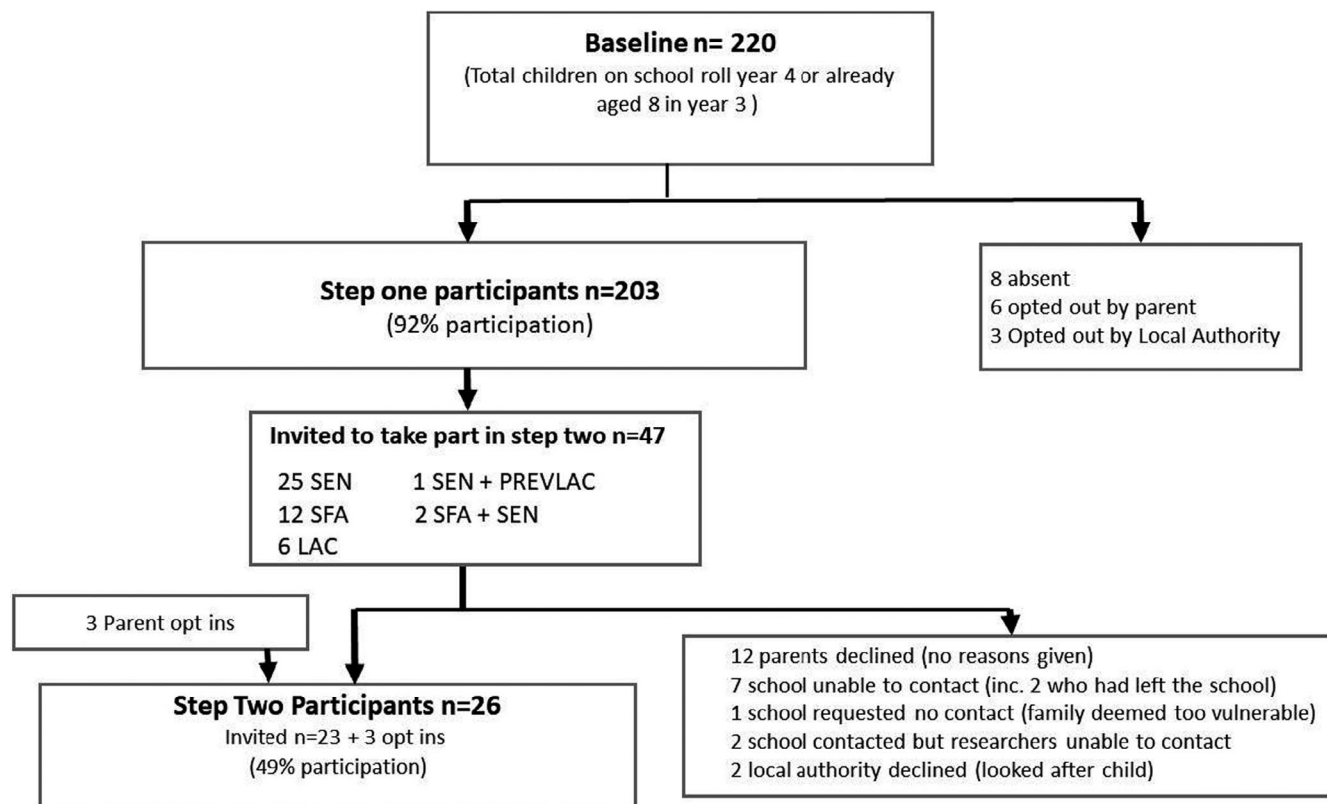 Baseline n= 220
(Total children on school roll year 4 or already
aged 8 in year 3 )
Step one participants n=203
(92% participation)
8 absent
6 opted out by parent
3 Opted out by Local Authority
Invited to take part in step two n=47
25 SEN 1 SEN + PREVLAC
12 SFA 2 SFA + SEN
6 LAC
3 Parent opt ins
12 parents declined (no reasons given)
7 school unable to contact (inc. 2 who had left the school)
1 school requested no contact (family deemed too vulnerable)
2 school contacted but researchers unable to contact
2 local authority declined (looked after child)
Step Two Participants n=26
Invited n=23 + 3 opt ins
(49% participation)